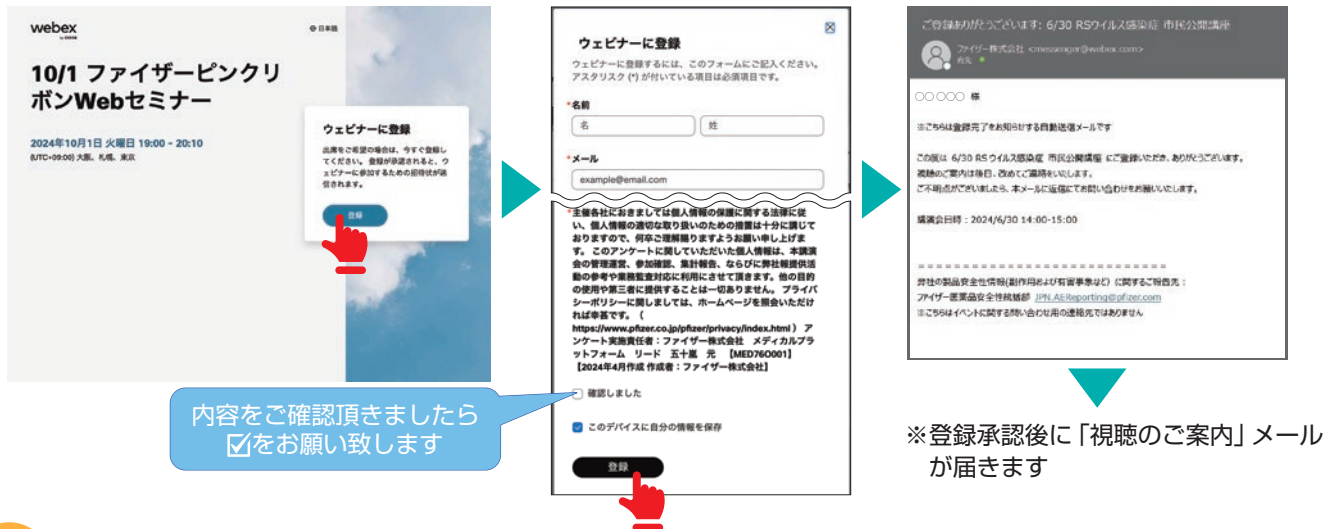 webex
by CISCO
日本語
10/1 ファイザーピンクリ
ボンWebセミナー
2024年10月1日 火曜日 19:00 - 20:10
(UTC+09:00) 大阪、札幌、東京
ウェビナーに登録
出席をご希望の場合は、今すぐ登録し
てください。 登録が承認されると、ウ
ェビナーに参加するための招待状が送
信されます。
登録
ウェビナーに登録
ウェビナーに登録するには、このフォームにご記入ください。
アスタリスク (*) が付いている項目は必須項目です。
*名前
名
姓
*メール
example@email.com
*主催各社におきましては個人情報の保護に関する法律に従
い、個人情報の適切な取り扱いのための措置は十分に講じて
おりますので、何卒ご理解賜りますようお願い申し上げま
す。 このアンケートに関していただいた個人情報は、本講演
会の管理運営、参加確認、集計報告、ならびに弊社報提供活
動の参考や業務監査対応に利用にさせて頂きます。他の目的
の使用や第三者に提供することは一切ありません。 プライバ
シーポリシーに関しましては、ホームページを照会いただけ
れば幸甚です。（
https://www.pfizer.co.jp/pfizer/privacy/index.html ） ア
ンケート実施責任者：ファイザー株式会社　メディカルプラ
ットフォーム　リード　五十嵐　元　【MED76O001】
【2024年4月作成 作成者：ファイザー株式会社】
確認しました
このデバイスに自分の情報を保存
登録
内容をご確認頂きましたら
☑をお願い致します
ご登録ありがとうございます: 6/30 RSウイルス感染症 市民公開講座
ファイザー株式会社 <messenger@webex.com>
宛先
○○ ○○○ 様
※こちらは登録完了をお知らせする自動送信メールです
この度は 6/30 RS ウイルス感染症 市民公開講座 にご登録いただき、ありがとうございます。
視聴のご案内は後日、改めてご連絡をいたします。
ご不明点がございましたら、本メールに返信にてお問い合わせをお願いいたします。
講演会日時：2024/6/30 14:00-15:00
============================
弊社の製品安全性情報(副作用および有害事象など) に関するご報告先：
ファイザー医薬品安全性統括部 JPN.AEReporting@pfizer.com
※こちらはイベントに関する問い合わせ用の連絡先ではありません
※登録承認後に「視聴のご案内」メール
が届きます